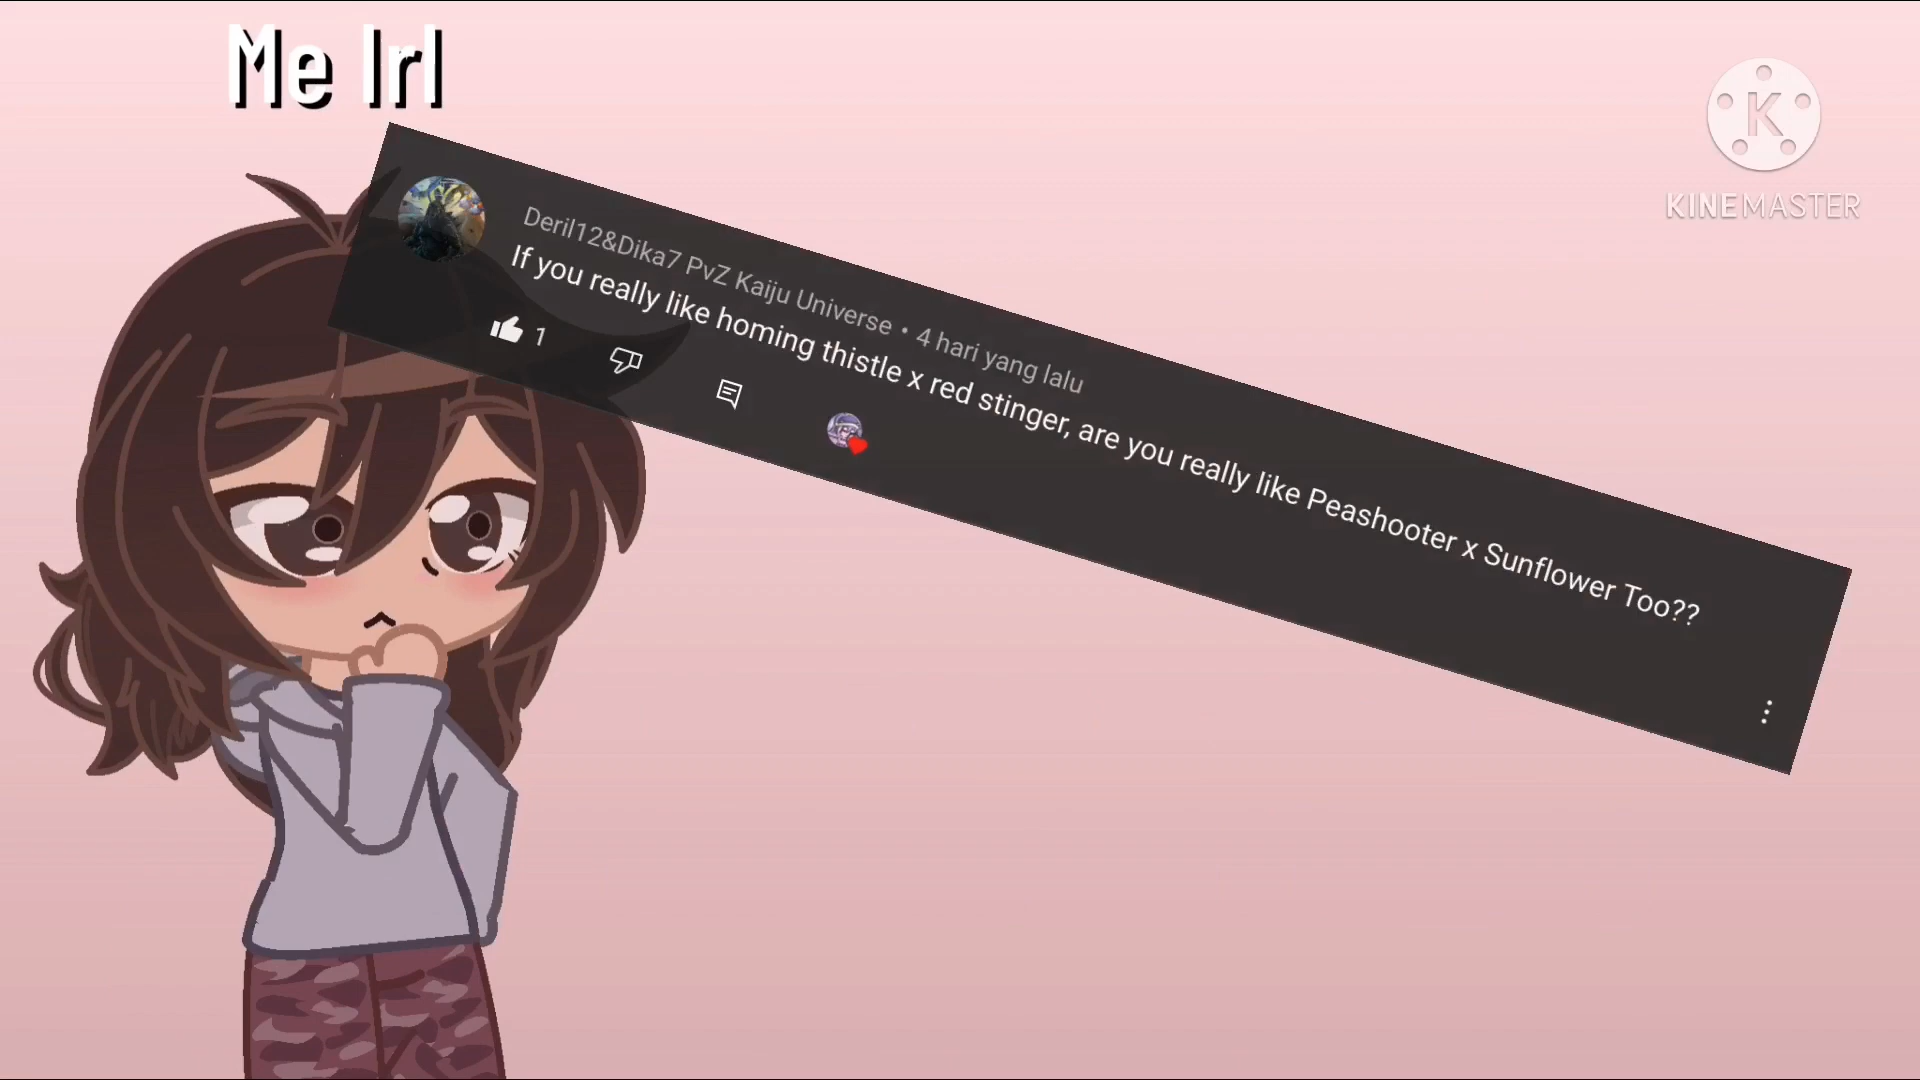 Me Irl
K
KINEMASTER
Deril12&Dika7 PvZ Kaiju Universe • 4 hari yang lalu
If you really like homing thistle x red stinger, are you really like Peashooter x Sunflower Too??
1